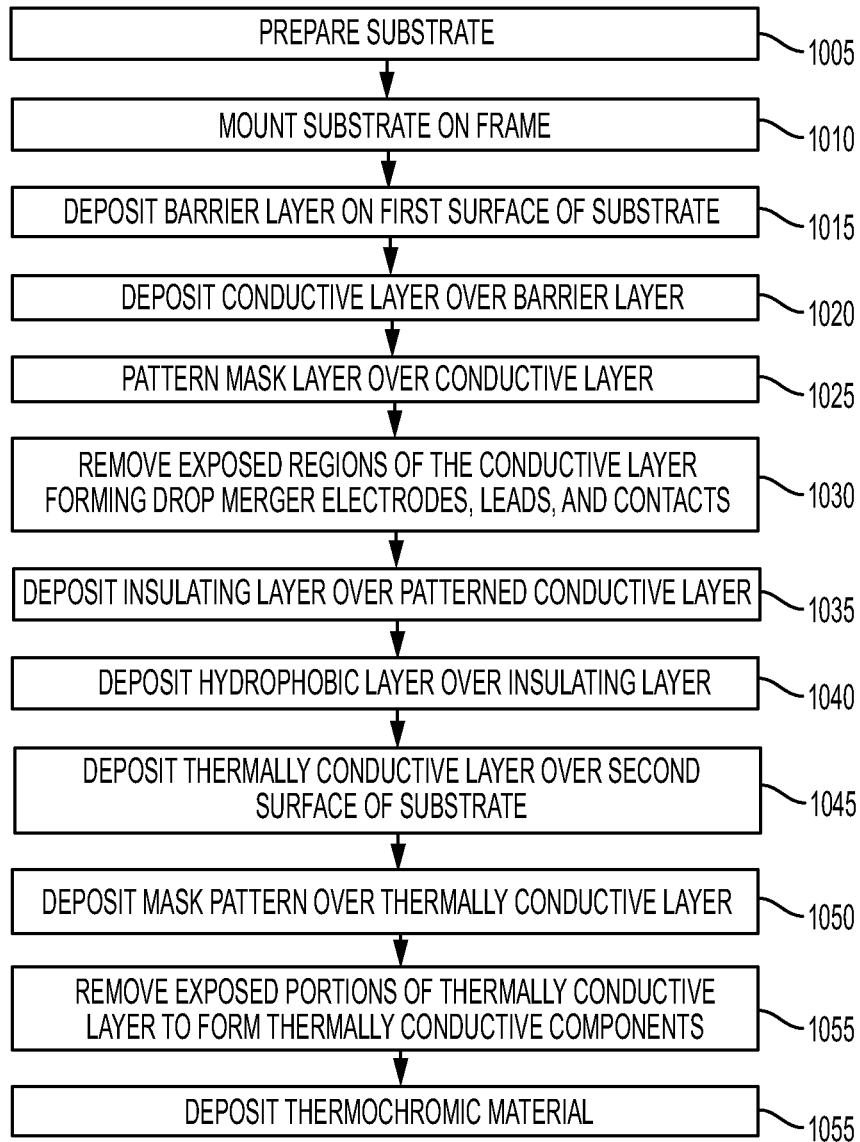 PREPARE SUBSTRATE
1005
MOUNT SUBSTRATE ON FRAME
1010
DEPOSIT BARRIER LAYER ON FIRST SURFACE OF SUBSTRATE
1015
DEPOSIT CONDUCTIVE LAYER OVER BARRIER LAYER
1020
PATTERN MASK LAYER OVER CONDUCTIVE LAYER
1025
REMOVE EXPOSED REGIONS OF THE CONDUCTIVE LAYER
FORMING DROP MERGER ELECTRODES, LEADS, AND CONTACTS
1030
DEPOSIT INSULATING LAYER OVER PATTERNED CONDUCTIVE LAYER
1035
DEPOSIT HYDROPHOBIC LAYER OVER INSULATING LAYER
1040
DEPOSIT THERMALLY CONDUCTIVE LAYER OVER SECOND
SURFACE OF SUBSTRATE
1045
DEPOSIT MASK PATTERN OVER THERMALLY CONDUCTIVE LAYER
1050
REMOVE EXPOSED PORTIONS OF THERMALLY CONDUCTIVE
LAYER TO FORM THERMALLY CONDUCTIVE COMPONENTS
1055
DEPOSIT THERMOCHROMIC MATERIAL
1055